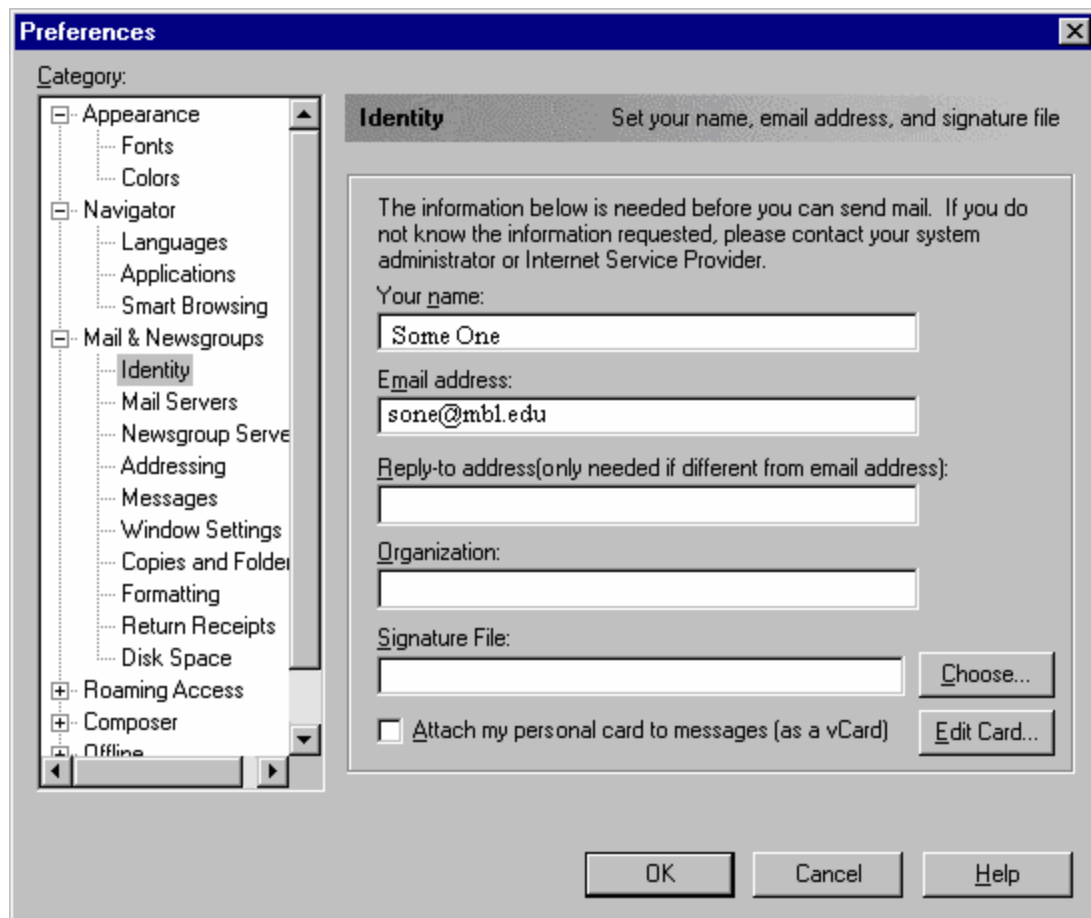 Preferences
Category:
Appearance
Fonts
Colors
Navigator
Languages
Applications
Smart Browsing
Mail & Newsgroups
Identity
Mail Servers
Newsgroup Serve
Addressing
Messages
Window Settings
Copies and Folder
Formatting
Return Receipts
Disk Space
Roaming Access
Composer
Offline
Identity Set your name, email address, and signature file
The information below is needed before you can send mail. If you do
not know the information requested, please contact your system
administrator or Internet Service Provider.
Your name:
Some One
Email address:
sone@mbl.edu
Reply-to address(only needed if different from email address):
Organization:
Signature File:
Choose...
Attach my personal card to messages (as a vCard)
Edit Card...
OK Cancel Help